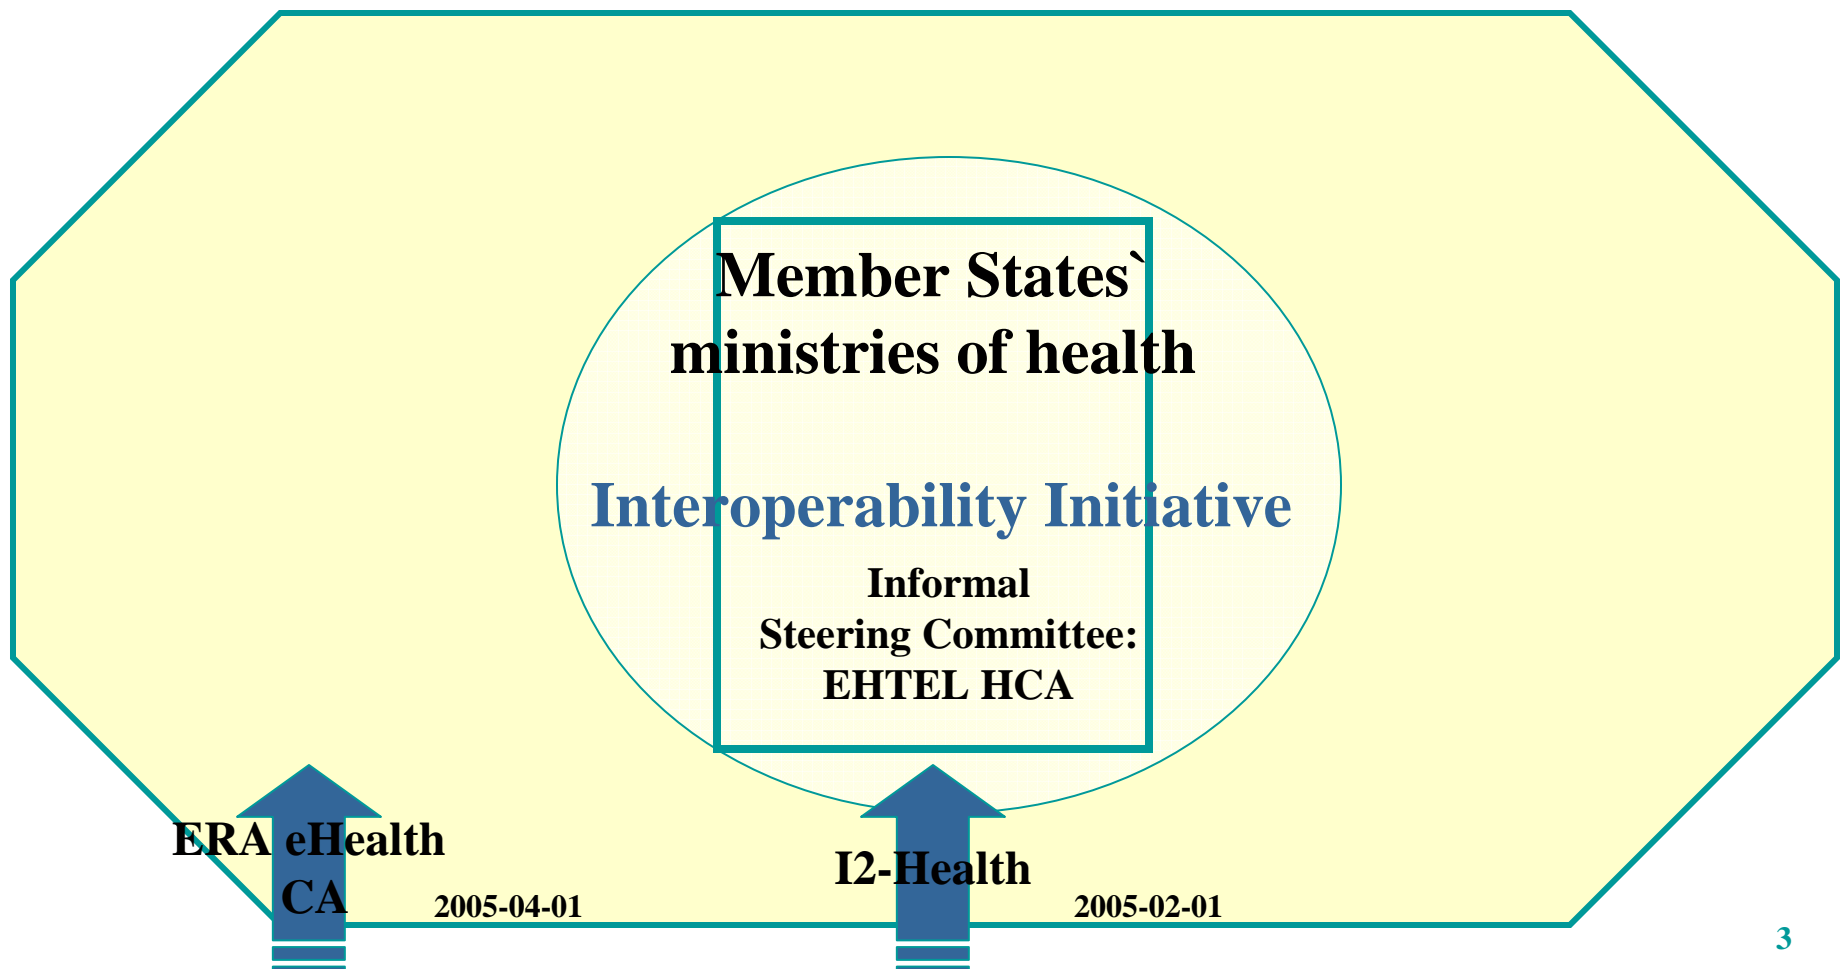 Member States`
ministries of health
Interoperability Initiative
Informal
Steering Committee:
EHTEL HCA
ERA eHealth
CA
2005-04-01
I2-Health
2005-02-01
3